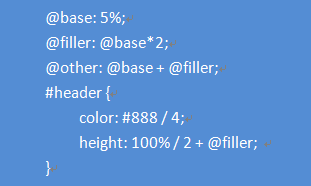 @base: 5%;
@filler: @base*2;
@other: @base + @filler;
#header {
color: #888 / 4;
height: 100% / 2 + @filler;
}